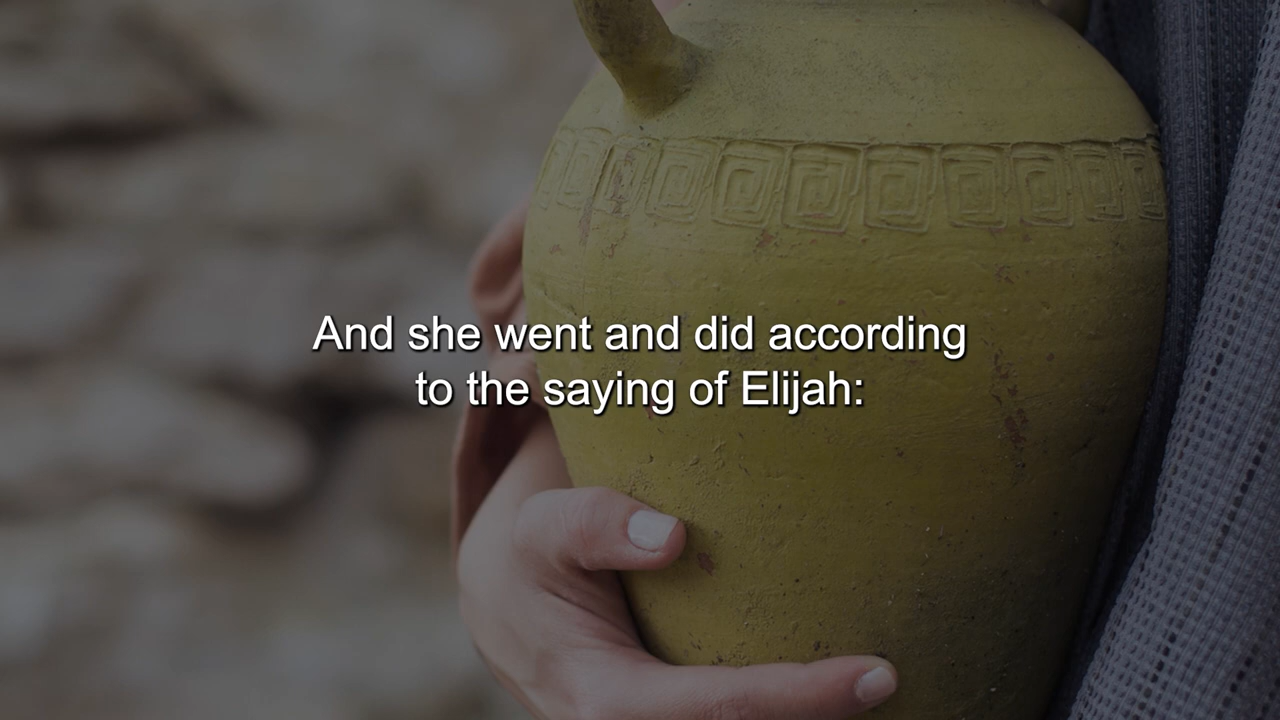 And she went and did according
to the saying of Elijah: